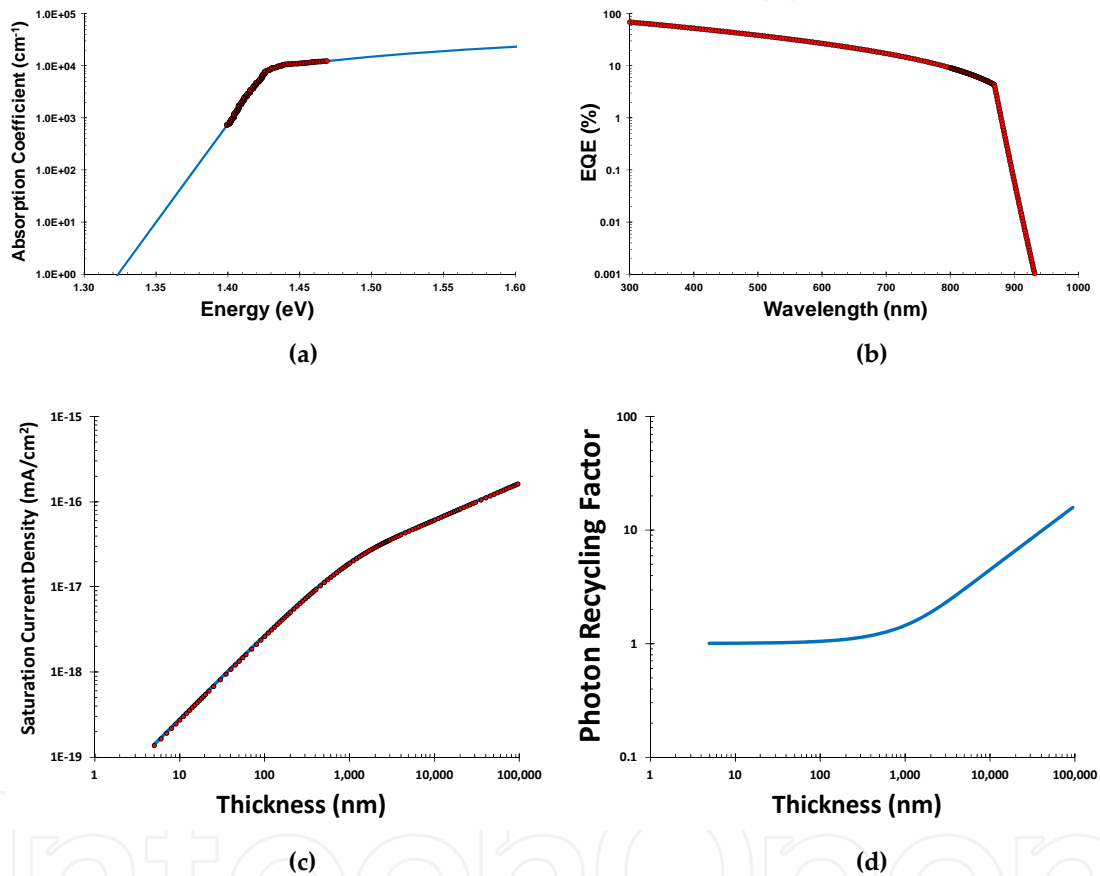 Absorption Coefficient (cm⁻¹)
1.0E+05
1.0E+04
1.0E+03
1.0E+02
1.0E+01
1.0E+00
1.30 1.35 1.40 1.45 1.50 1.55 1.60
Energy (eV)
(a)
EQE (%)
100
10
1
0.1
0.01
0.001
300 400 500 600 700 800 900 1000
Wavelength (nm)
(b)
Saturation Current Density (mA/cm²)
1E-15
1E-16
1E-17
1E-18
1E-19
1 10 100 1,000 10,000 100,000
Thickness (nm)
(c)
Photon Recycling Factor
100
10
1
0.1
1 10 100 1,000 10,000 100,000
Thickness (nm)
(d)